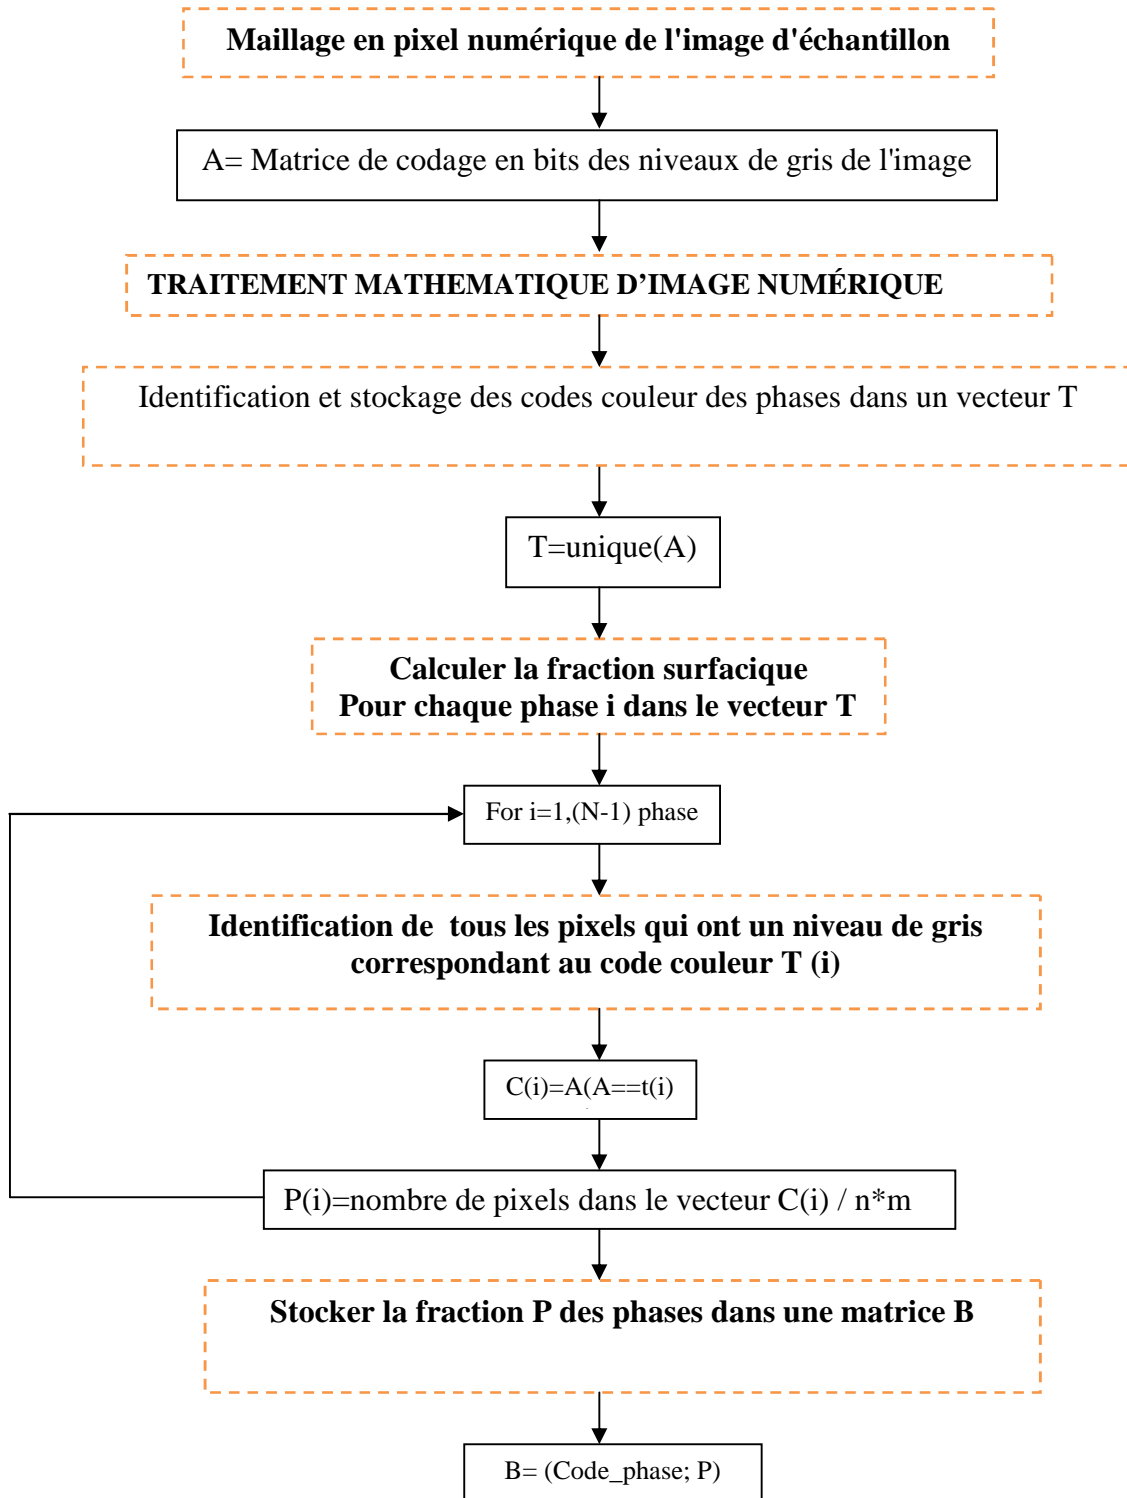 Maillage en pixel numérique de l'image d'échantillon
A= Matrice de codage en bits des niveaux de gris de l'image
TRAITEMENT MATHEMATIQUE D’IMAGE NUMÉRIQUE
Identification et stockage des codes couleur des phases dans un vecteur T
T=unique(A)
Calculer la fraction surfacique
Pour chaque phase i dans le vecteur T
For i=1,(N-1) phase
Identification de tous les pixels qui ont un niveau de gris
correspondant au code couleur T (i)
C(i)=A(A==t(i)
P(i)=nombre de pixels dans le vecteur C(i) / n*m
Stocker la fraction P des phases dans une matrice B
B= (Code_phase; P)